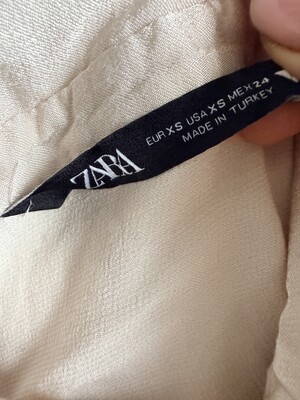 ZARA
EUR XS USA XS MEX 24
MADE IN TURKEY